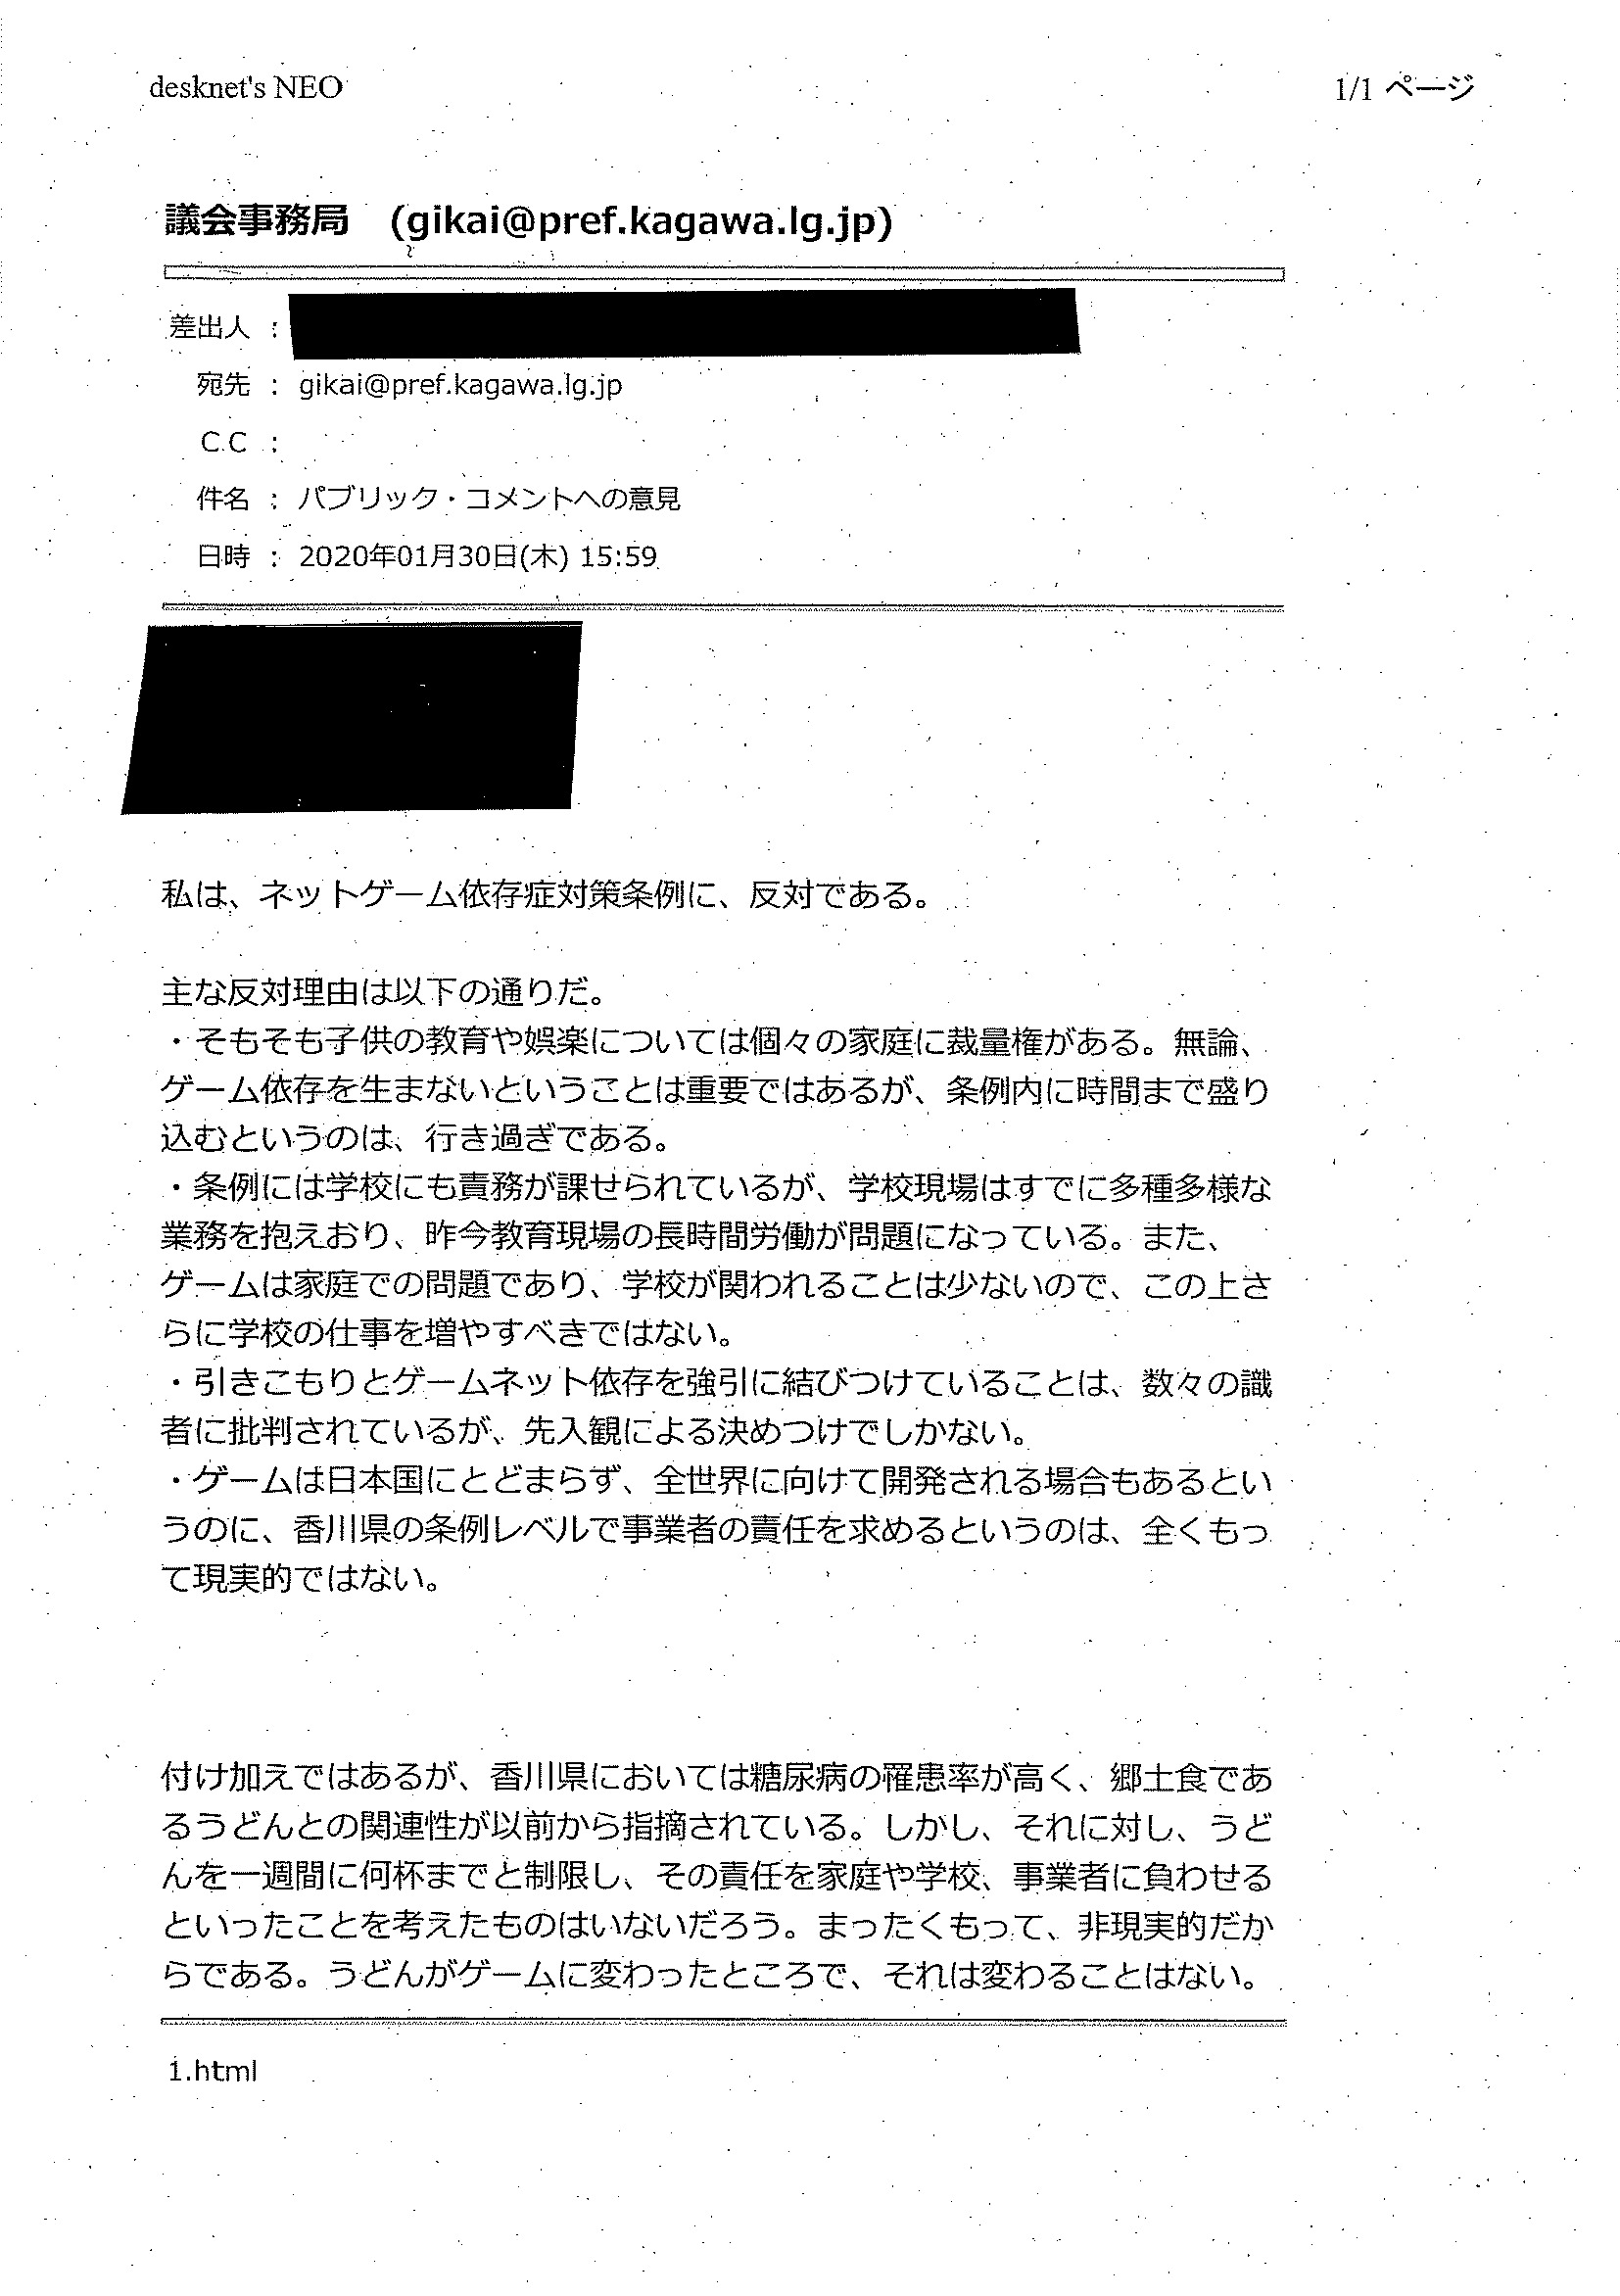 desknet's NEO
1/1 ページ
議会事務局　(gikai@pref.kagawa.lg.jp)
差出人 :
宛先 : gikai@pref.kagawa.lg.jp
C.C :
件名 : パブリック・コメントへの意見
日時 : 2020年01月30日(木) 15:59
私は、ネットゲーム依存症対策条例に、反対である。
主な反対理由は以下の通りだ。
・そもそも子供の教育や娯楽については個々の家庭に裁量権がある。無論、
ゲーム依存を生まないということは重要ではあるが、条例内に時間まで盛り
込むというのは、行き過ぎである。
・条例には学校にも責務が課せられているが、学校現場はすでに多種多様な
業務を抱えおり、昨今教育現場の長時間労働が問題になっている。また、
ゲームは家庭での問題であり、学校が関われることは少ないので、この上さ
らに学校の仕事を増やすべきではない。
・引きこもりとゲームネット依存を強引に結びつけていることは、数々の識
者に批判されているが、先入観による決めつけでしかない。
・ゲームは日本国にとどまらず、全世界に向けて開発される場合もあるとい
うのに、香川県の条例レベルで事業者の責任を求めるというのは、全くもっ
て現実的ではない。
付け加えではあるが、香川県においては糖尿病の罹患率が高く、郷土食であ
るうどんとの関連性が以前から指摘されている。しかし、それに対し、うど
んを一週間に何杯までと制限し、その責任を家庭や学校、事業者に負わせる
といったことを考えたものはいないだろう。まったくもって、非現実的だか
らである。うどんがゲームに変わったところで、それは変わることはない。
1.html